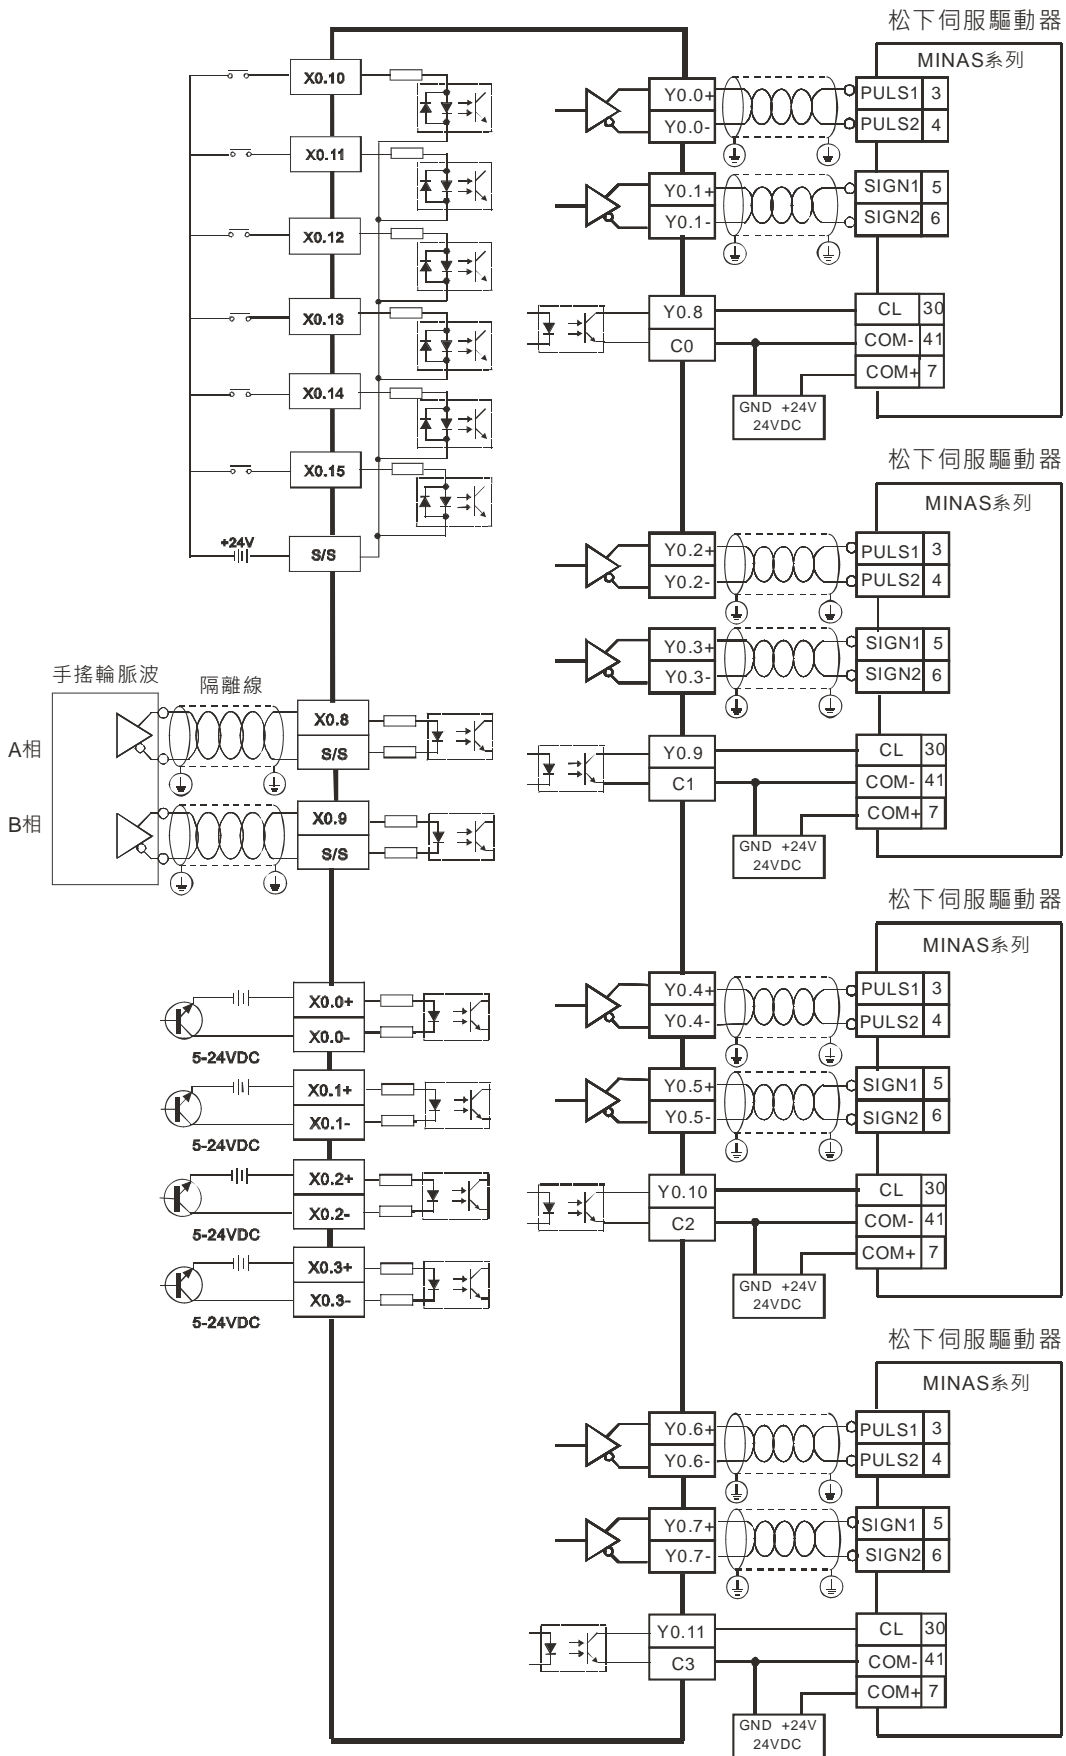 X0.10
X0.11
X0.12
X0.13
X0.14
X0.15
+24V
S/S
手搖輪脈波
隔離線
A相
X0.8
S/S
B相
X0.9
S/S
X0.0+
X0.0-
5-24VDC
X0.1+
X0.1-
5-24VDC
X0.2+
X0.2-
5-24VDC
X0.3+
X0.3-
5-24VDC
松下伺服驅動器
MINAS系列
Y0.0+
PULS1 3
Y0.0-
PULS2 4
Y0.1+
SIGN1 5
Y0.1-
SIGN2 6
Y0.8
CL 30
C0
COM- 41
COM+ 7
GND +24V
24VDC
松下伺服驅動器
MINAS系列
Y0.2+
PULS1 3
Y0.2-
PULS2 4
Y0.3+
SIGN1 5
Y0.3-
SIGN2 6
Y0.9
CL 30
C1
COM- 41
COM+ 7
GND +24V
24VDC
松下伺服驅動器
MINAS系列
Y0.4+
PULS1 3
Y0.4-
PULS2 4
Y0.5+
SIGN1 5
Y0.5-
SIGN2 6
Y0.10
CL 30
C2
COM- 41
COM+ 7
GND +24V
24VDC
松下伺服驅動器
MINAS系列
Y0.6+
PULS1 3
Y0.6-
PULS2 4
Y0.7+
SIGN1 5
Y0.7-
SIGN2 6
Y0.11
CL 30
C3
COM- 41
COM+ 7
GND +24V
24VDC